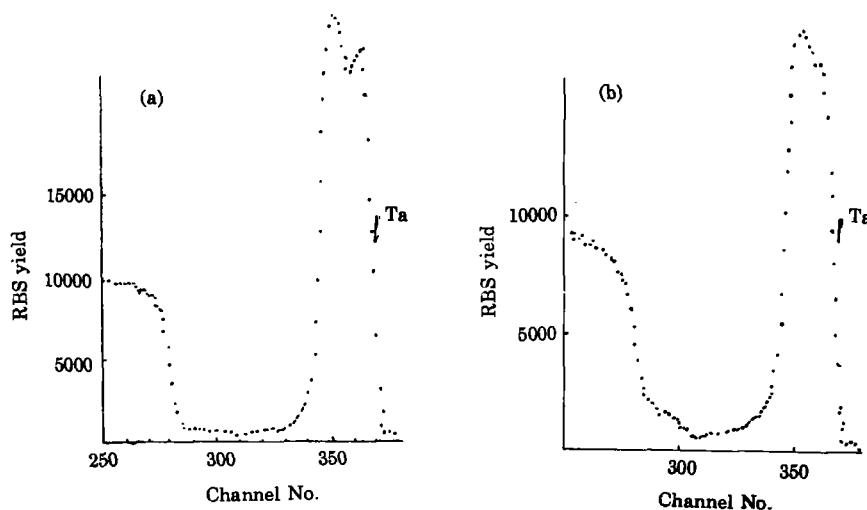 (a)
15000
10000
5000
RBS yield
Ta
250
300
350
Channel No.
(b)
10000
5000
RBS yield
Ta
300
350
Channel No.